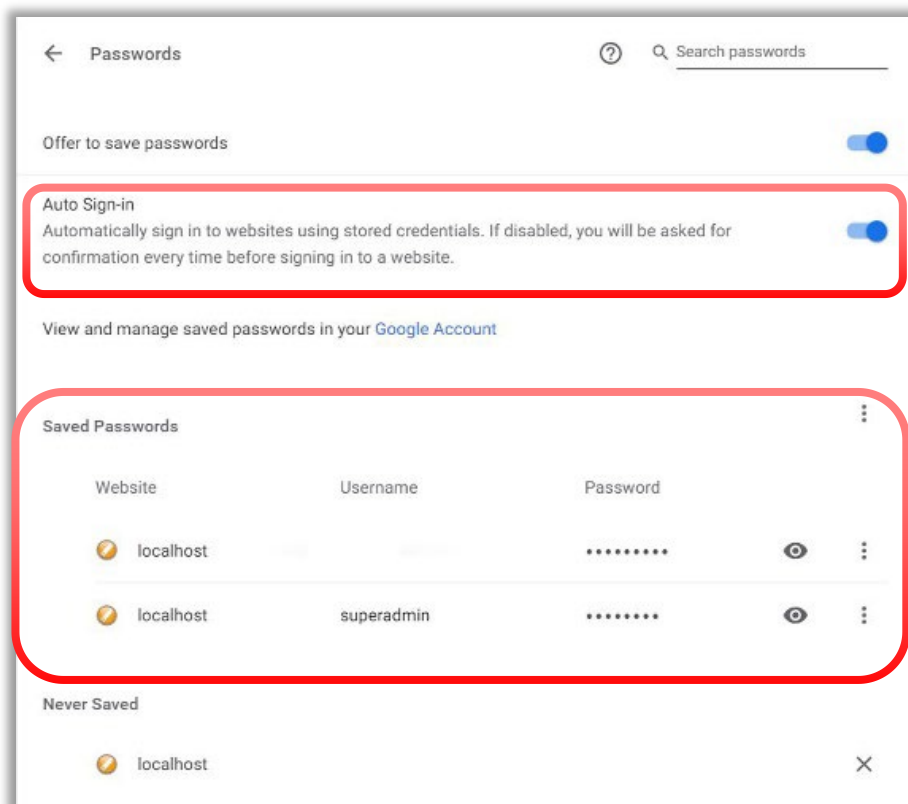 Passwords
Search passwords
Offer to save passwords
Auto Sign-in
Automatically sign in to websites using stored credentials. If disabled, you will be asked for
confirmation every time before signing in to a website.
View and manage saved passwords in your Google Account
Saved Passwords
Website Username Password
localhost •••••••••
localhost superadmin ••••••••
Never Saved
localhost